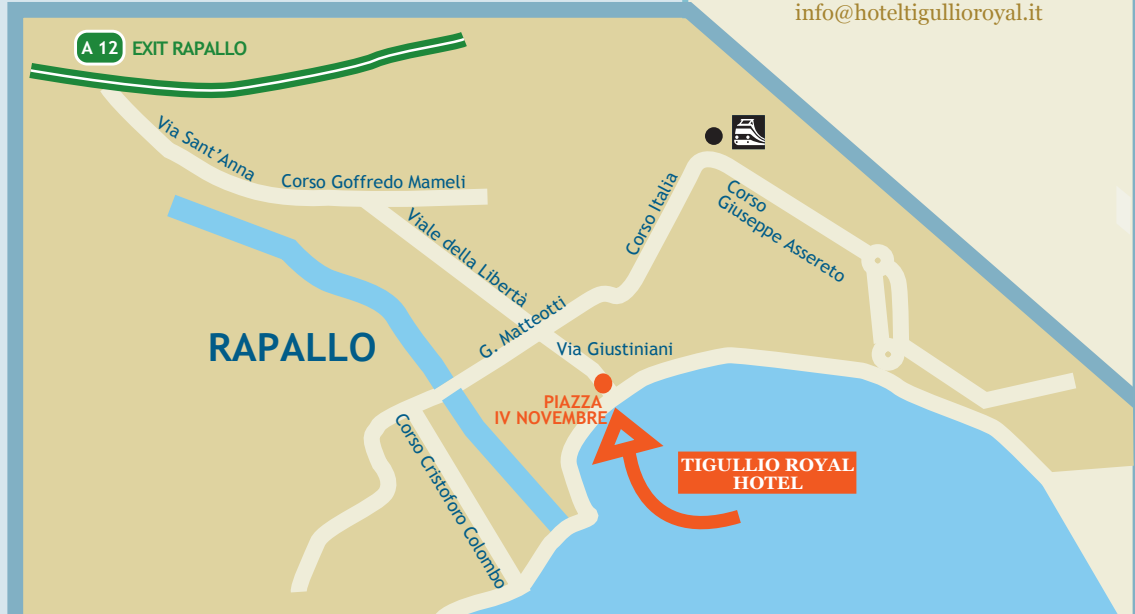 info@hoteltigullioroyal.it
A 12 EXIT RAPALLO
Via Sant'Anna
Corso Goffredo Mameli
Viale della Libertà
Corso Italia
Corso
Giuseppe Assereto
RAPALLO
G. Matteotti
Via Giustiniani
PIAZZA
IV NOVEMBRE
Corso Cristoforo Colombo
TIGULLIO ROYAL
HOTEL